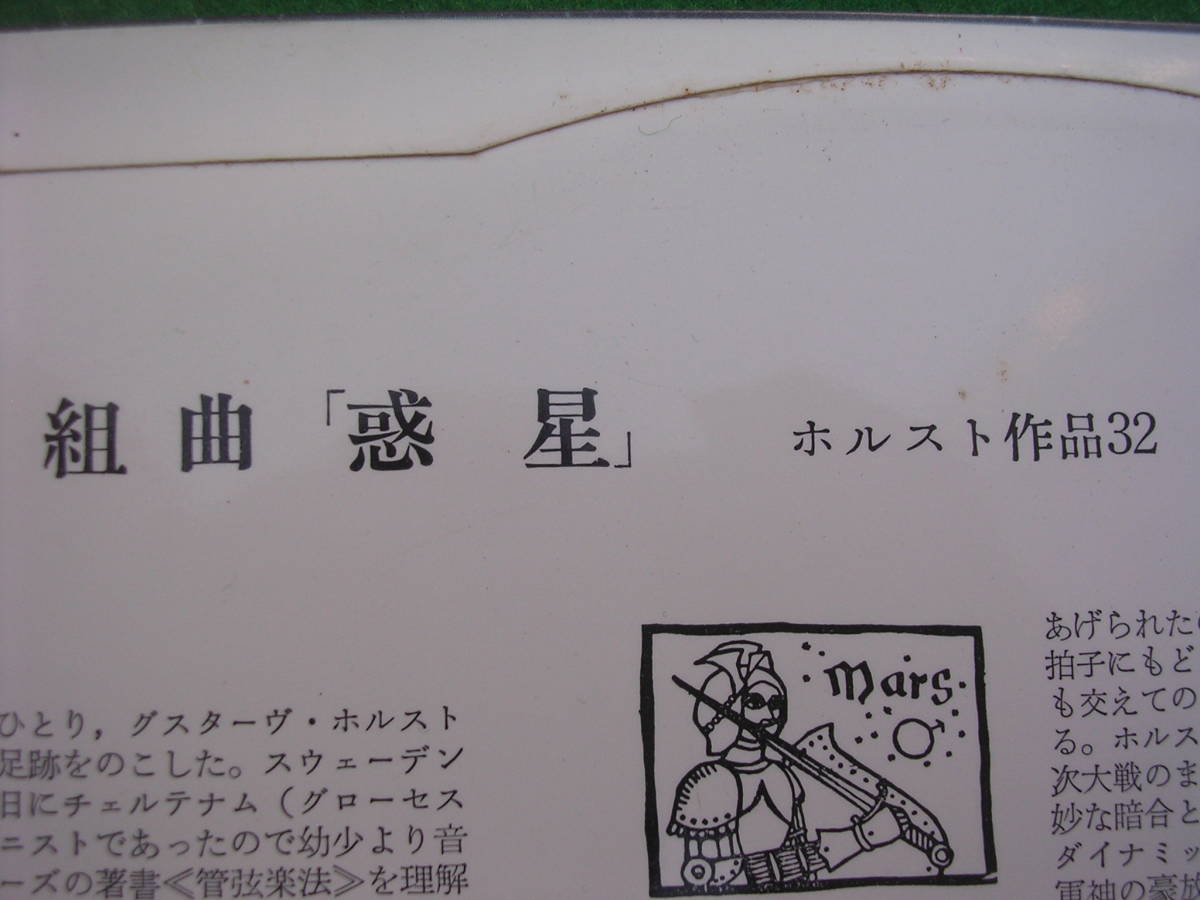 組曲「惑星」 ホルスト作品32
ひとり，グスターヴ・ホルスト
足跡をのこした。スウェーデン
日にチェルテナム（グローセス
ニストであったので幼少より音
ーズの著書≪管弦楽法≫を理解
Mars
あげられた
拍子にもど
も交えての
る。ホルス
次大戦のま
妙な暗合と
ダイナミッ
軍神の豪放